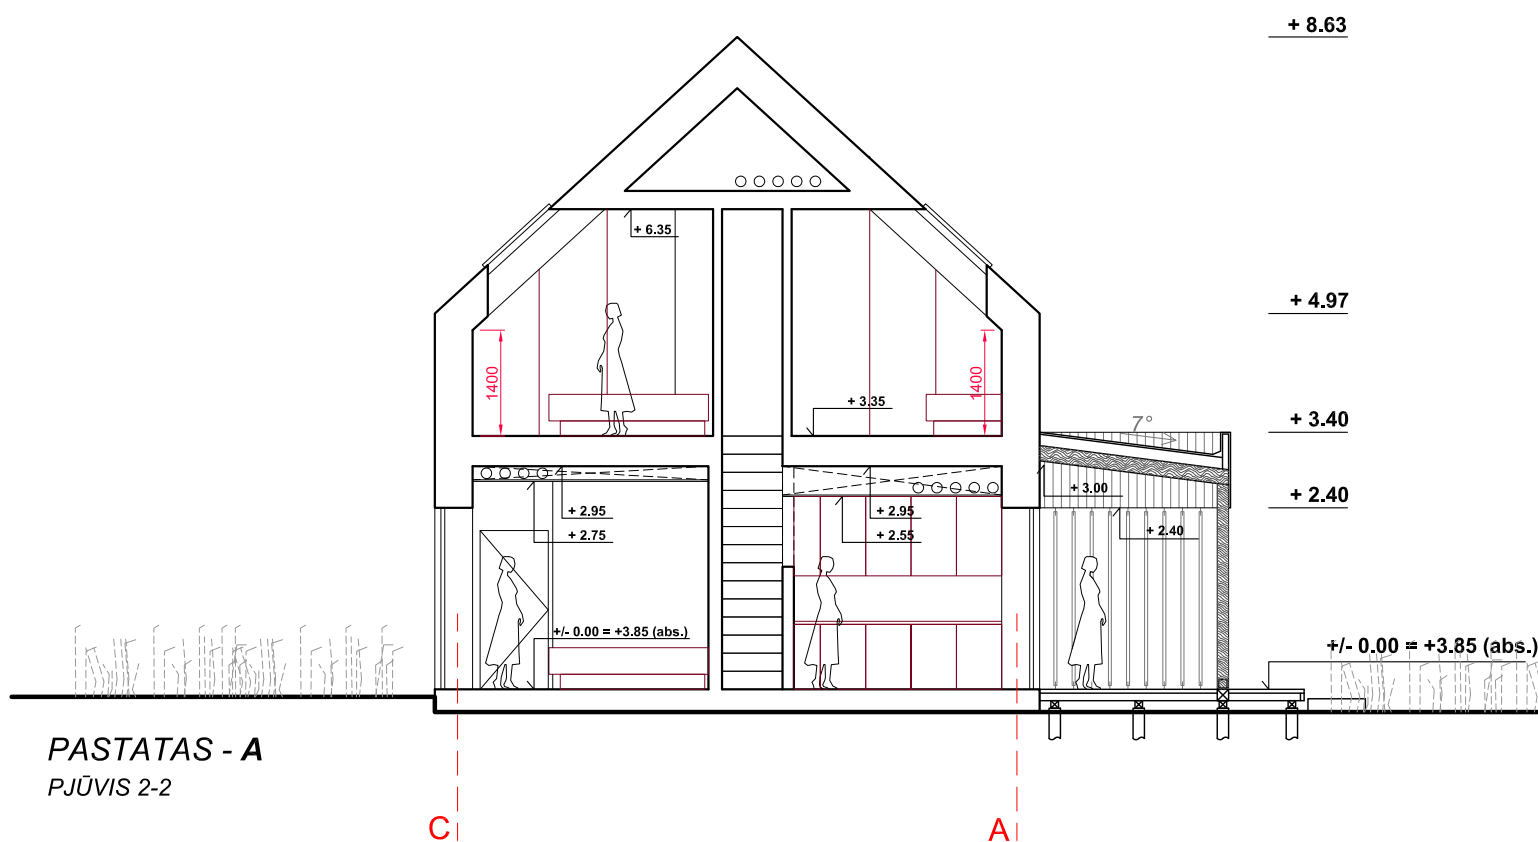 + 8.63
+ 6.35
+ 4.97
1400
1400
+ 3.35
+ 3.40
7°
+ 3.00
+ 2.40
+ 2.95
+ 2.95
+ 2.75
+ 2.55
+ 2.40
+/- 0.00 = +3.85 (abs.)
+/- 0.00 = +3.85 (abs.)
PASTATAS - A
PJŪVIS 2-2
C
A